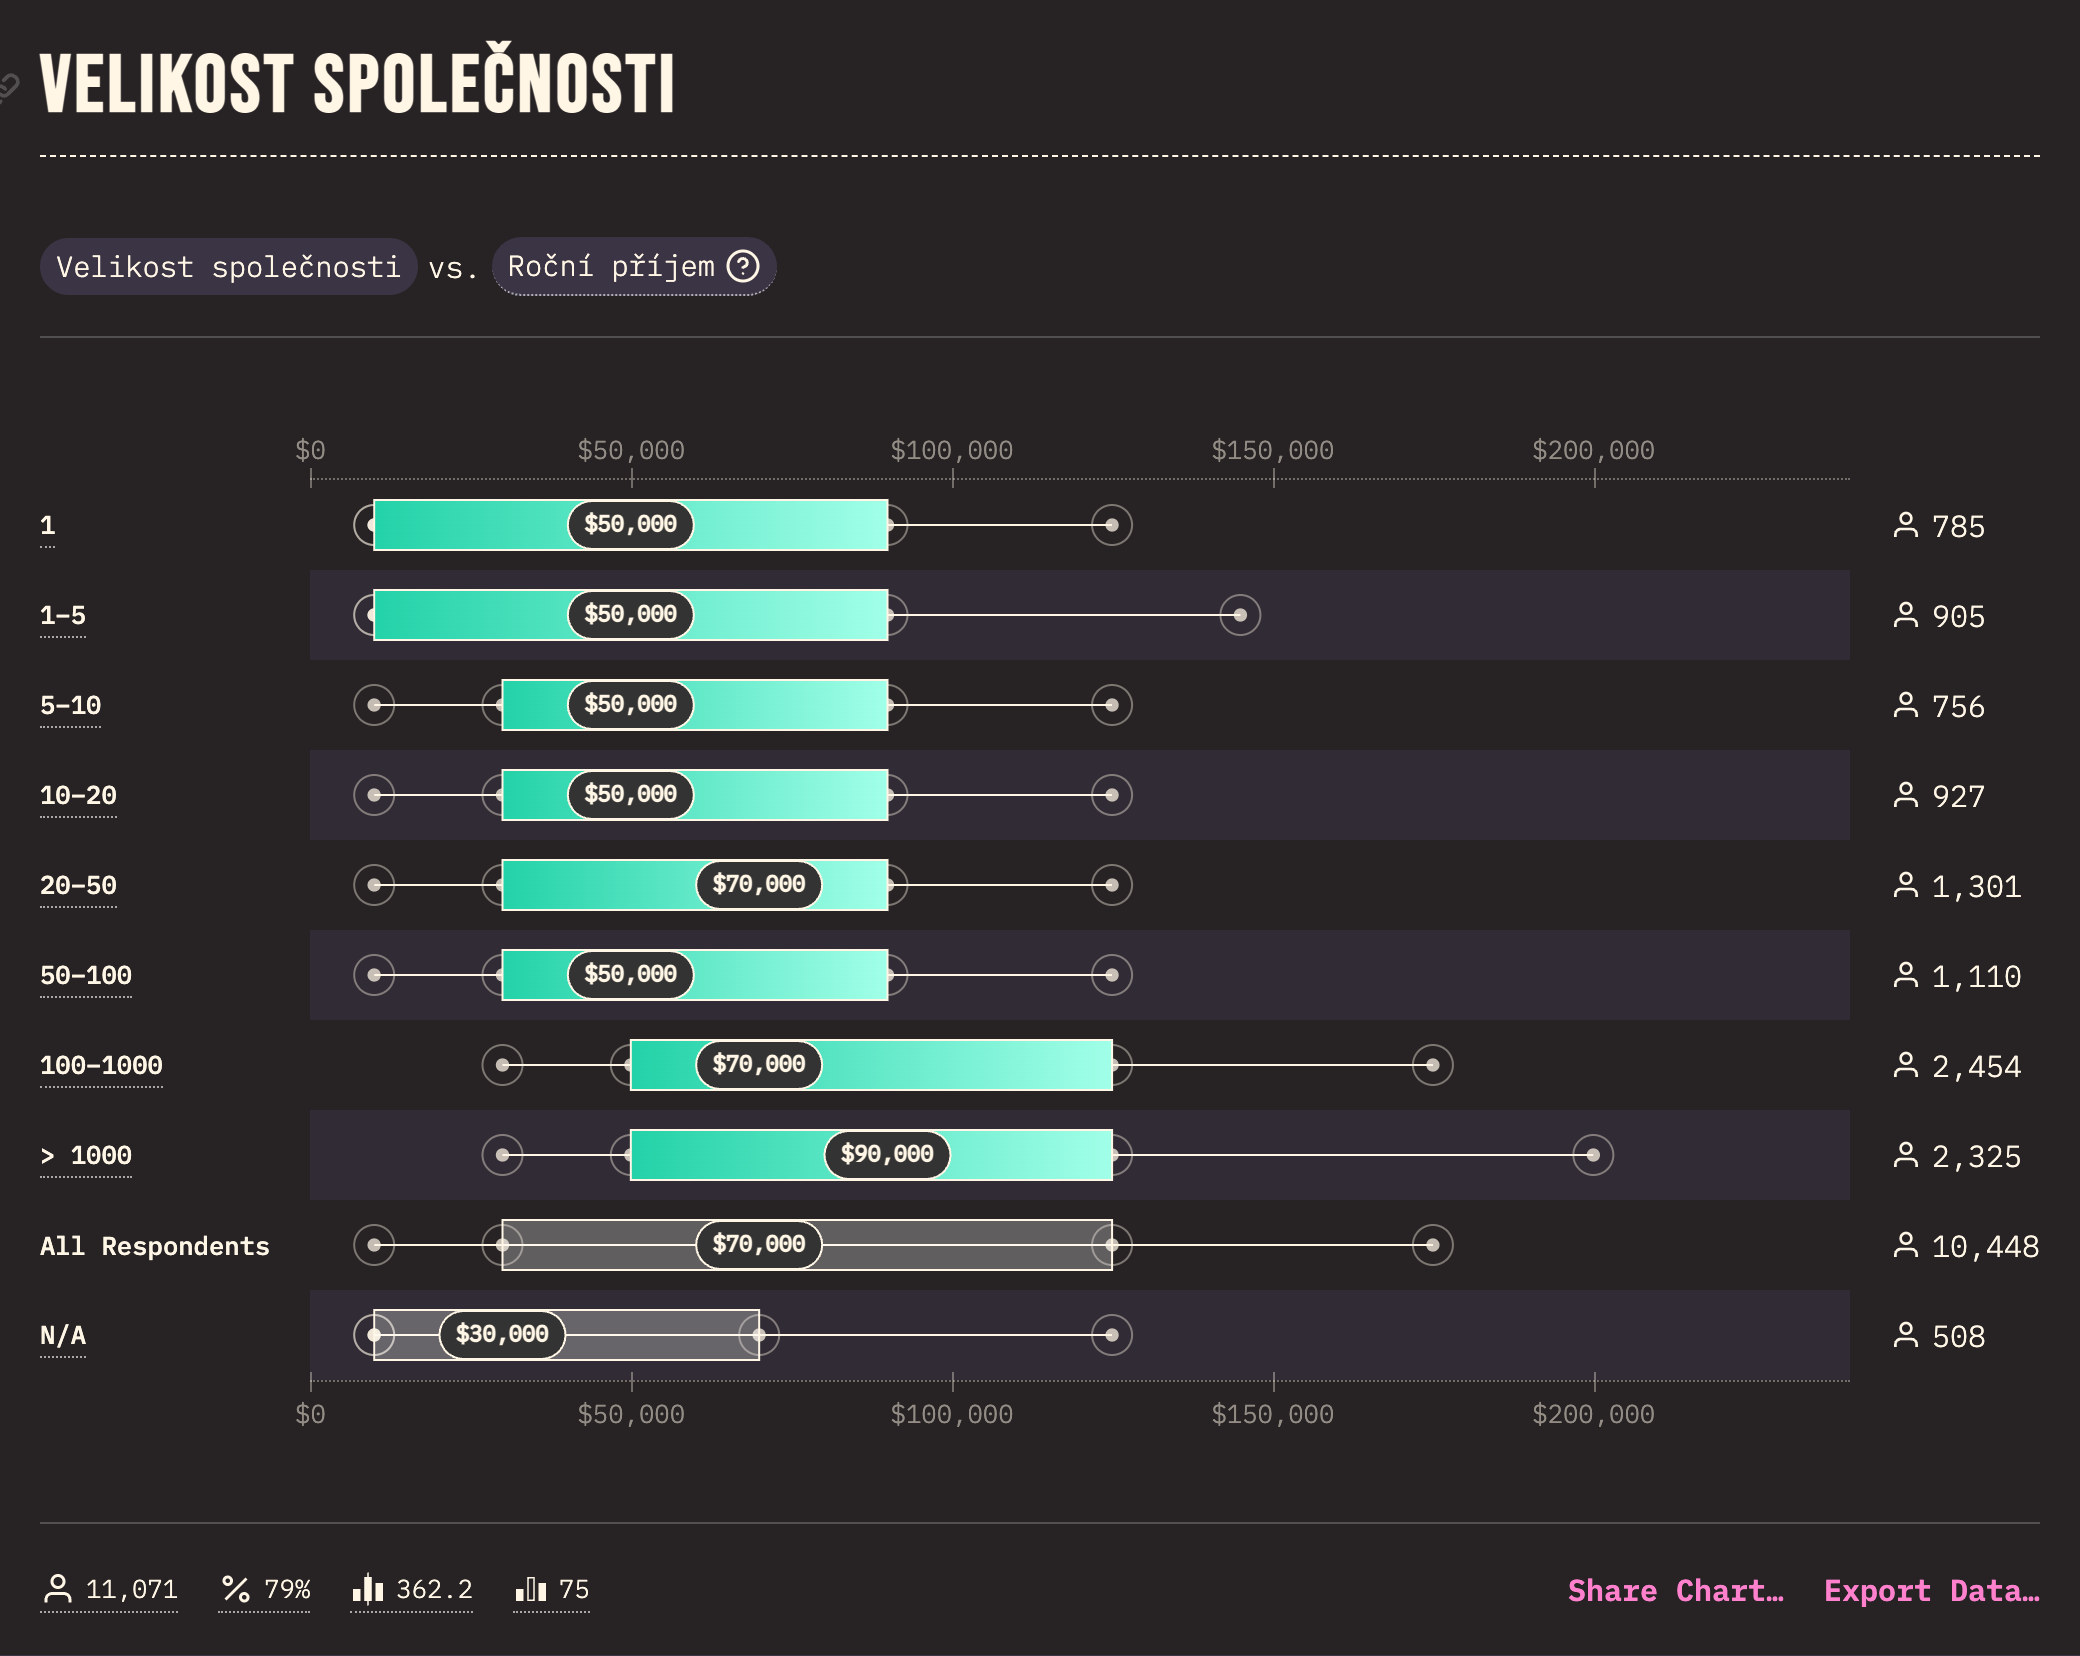 VELIKOST SPOLEČNOSTI
Velikost společnosti vs. Roční příjem ?
$0 $50,000 $100,000 $150,000 $200,000
1 $50,000 785
1–5 $50,000 905
5–10 $50,000 756
10–20 $50,000 927
20–50 $70,000 1,301
50–100 $50,000 1,110
100–1000 $70,000 2,454
> 1000 $90,000 2,325
All Respondents $70,000 10,448
N/A $30,000 508
$0 $50,000 $100,000 $150,000 $200,000
11,071 79% 362.2 75 Share Chart… Export Data…